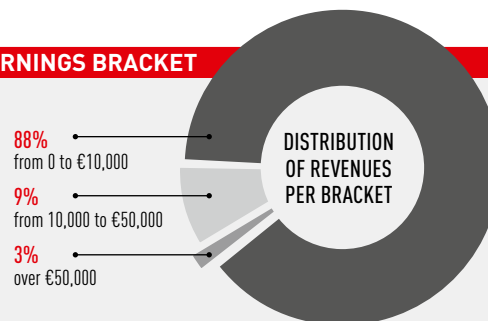 RNINGS BRACKET
88%
from 0 to €10,000
9%
from 10,000 to €50,000
3%
over €50,000
DISTRIBUTION
OF REVENUES
PER BRACKET